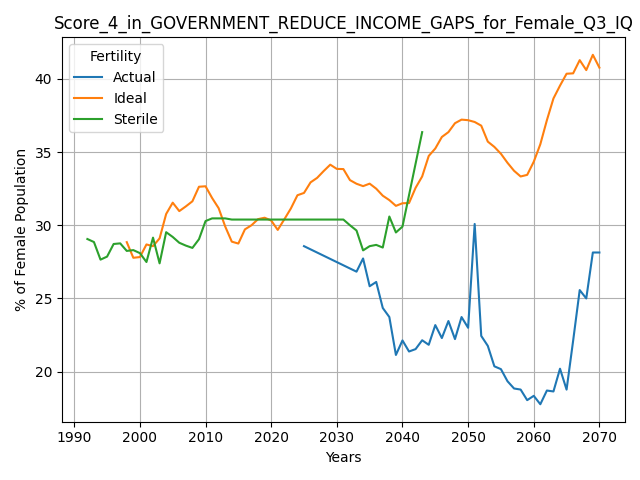 Score_4_in_GOVERNMENT_REDUCE_INCOME_GAPS_for_Female_Q3_IQ
Fertility
Actual
Ideal
Sterile
% of Female Population
40
35
30
25
20
1990 2000 2010 2020 2030 2040 2050 2060 2070
Years